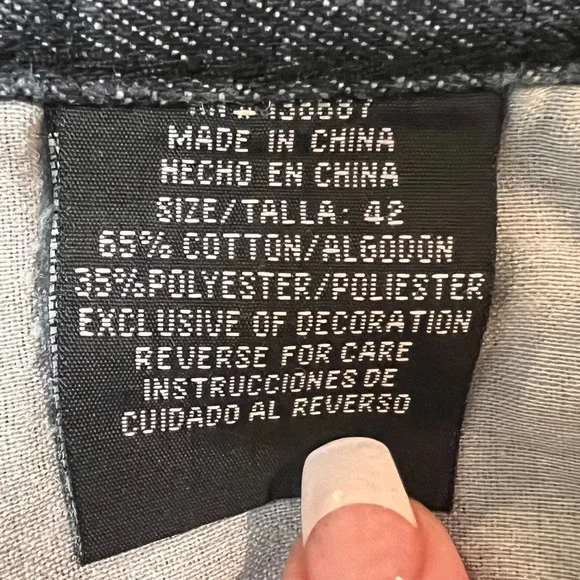 MADE IN CHINA
HECHO EN CHINA
SIZE/TALLA: 42
65% COTTON/ALGODON
35%POLYESTER/POLIESTER
EXCLUSIVE OF DECORATION
REVERSE FOR CARE
INSTRUCCIONES DE
CUIDADO AL REVERSO